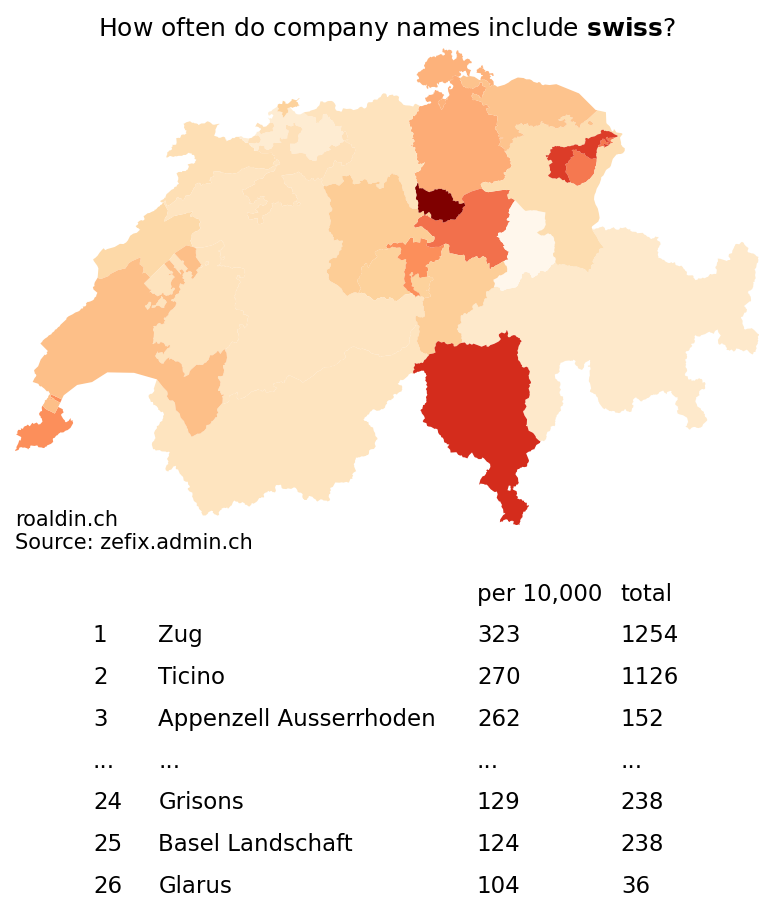 How often do company names include swiss?
roaldin.ch
Source: zefix.admin.ch
per 10,000 total
1 Zug 323 1254
2 Ticino 270 1126
3 Appenzell Ausserrhoden 262 152
... ... ... ...
24 Grisons 129 238
25 Basel Landschaft 124 238
26 Glarus 104 36